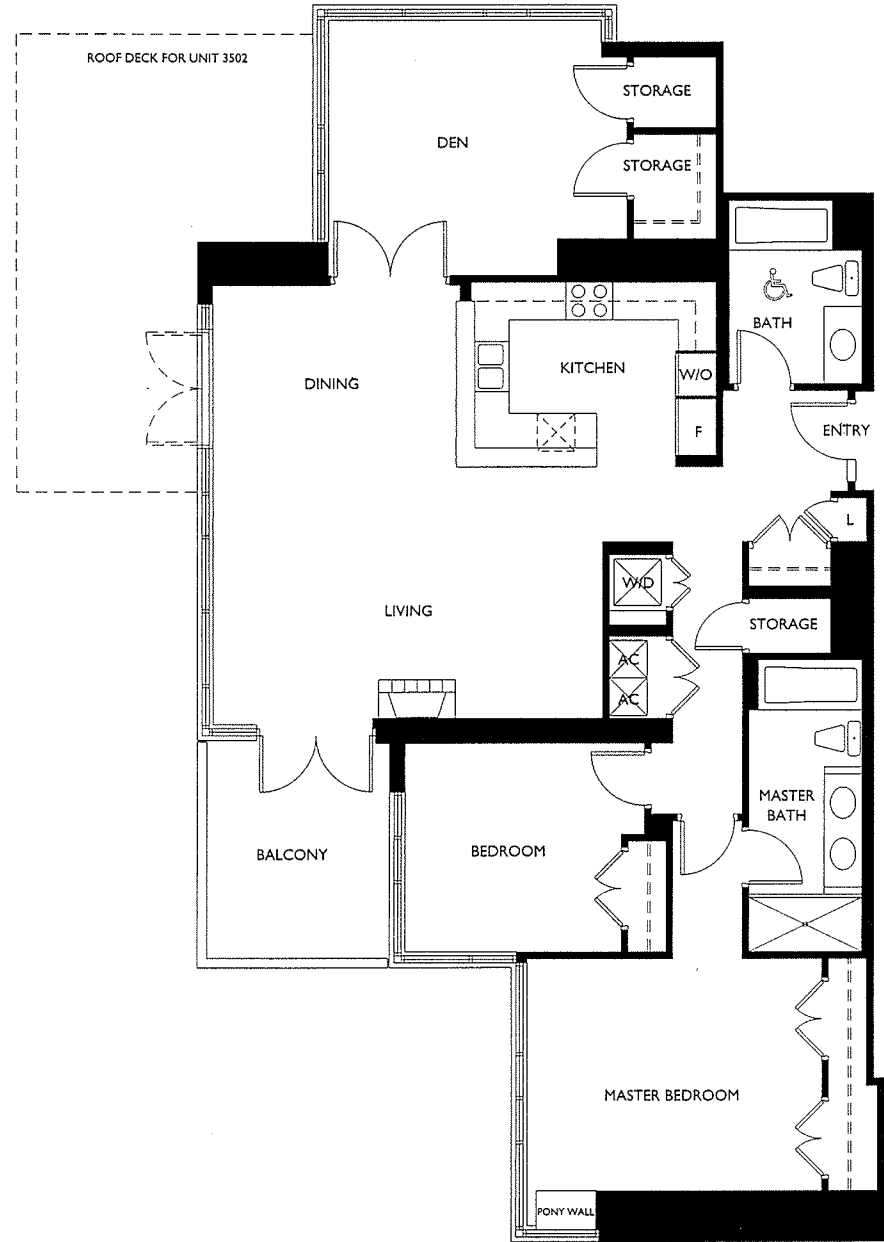 ROOF DECK FOR UNIT 3502
STORAGE
DEN
STORAGE
BATH
KITCHEN
W/O
DINING
F
ENTRY
L
W/D
LIVING
STORAGE
AC
AC
MASTER
BATH
BALCONY
BEDROOM
MASTER BEDROOM
PONY WALL